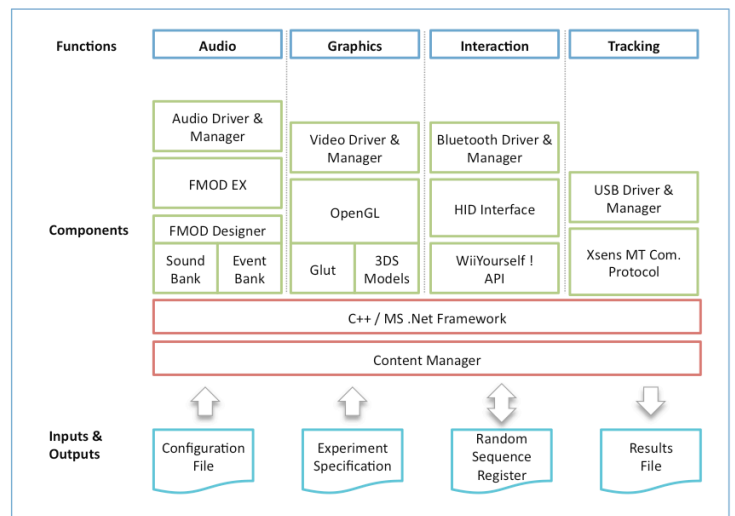 Functions
Audio
Graphics
Interaction
Tracking
Components
Audio Driver &
Manager
FMOD EX
FMOD Designer
Sound
Bank
Event
Bank
Video Driver &
Manager
OpenGL
Glut
3DS
Models
Bluetooth Driver &
Manager
HID Interface
WiiYourself !
API
USB Driver &
Manager
Xsens MT Com.
Protocol
C++ / MS .Net Framework
Content Manager
Inputs &
Outputs
Configuration
File
Experiment
Specification
Random
Sequence
Register
Results
File